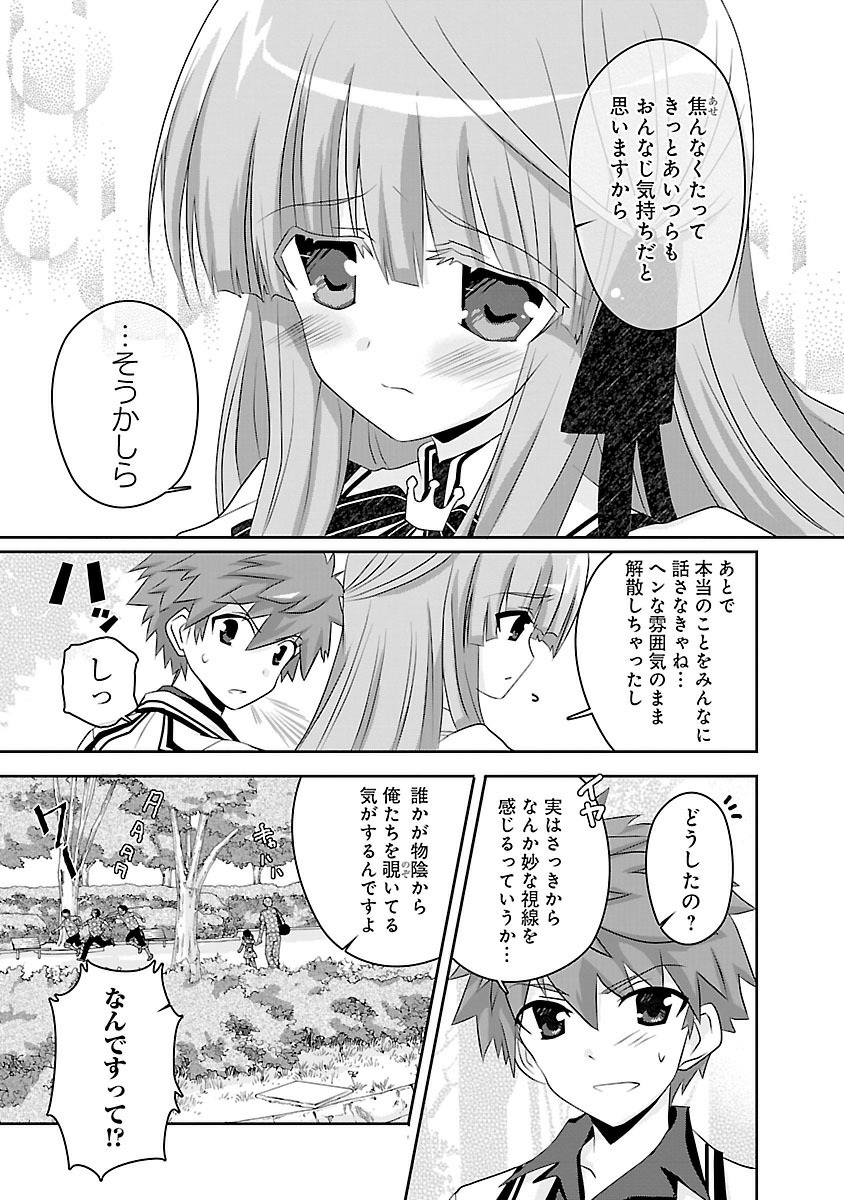 焦んなくたって
きっとあいつらも
おんなじ気持ちだと
思いますから
…そうかしら
あとで
本当のことをみんなに
話さなきゃね…
ヘンな雰囲気のまま
解散しちゃったし
バッ
しっ
どうしたの?
イヤ
実はさっきから
なんか妙な視線を
感じるっていうか…
誰かが物陰から
俺たちを覗いてる
気がするんですよ
なんですって!?